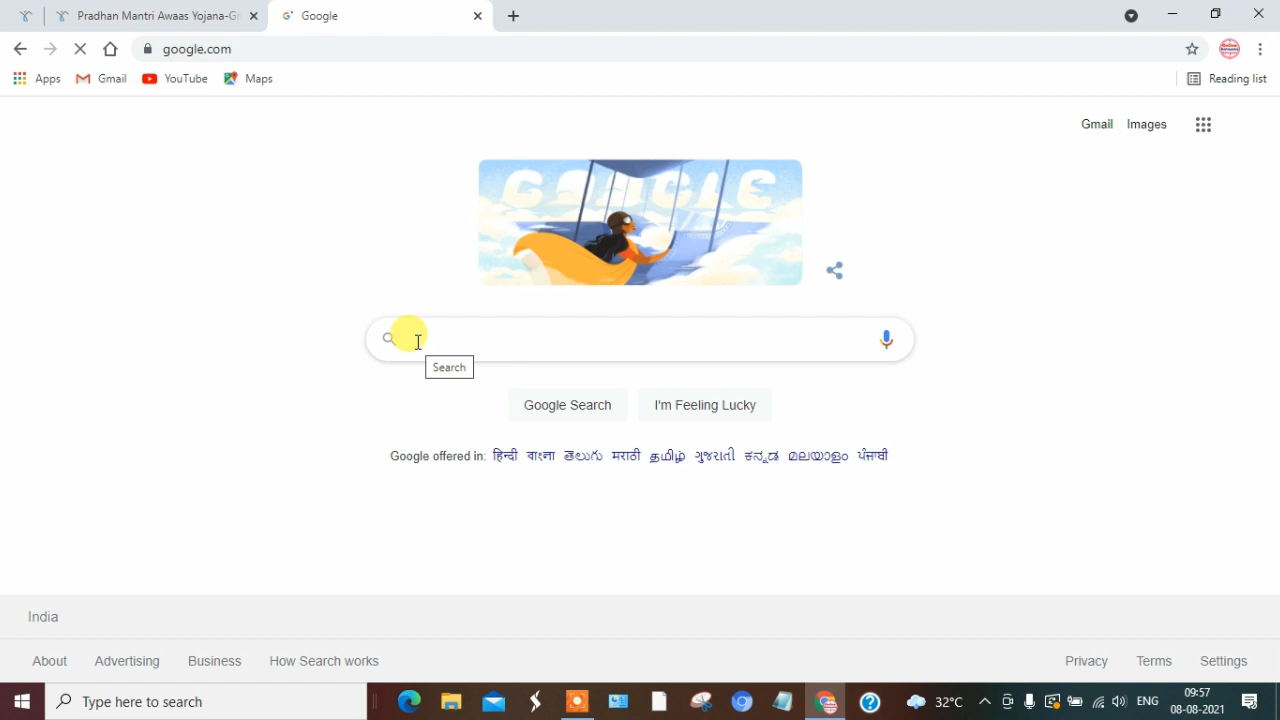 Pradhan Mantri Awaas Yojana-G
Google
google.com
Apps
Gmail
YouTube
Maps
Reading list
Gmail
Images
GOOGLE
Search
Google Search
I'm Feeling Lucky
Google offered in: हिन्दी বাংলা తెలుగు मराठी தமிழ் ગુજરાતી ಕನ್ನಡ മലയാളം ਪੰਜਾਬੀ
India
About
Advertising
Business
How Search works
Privacy
Terms
Settings
Type here to search
32°C
ENG
09:57
08-08-2021